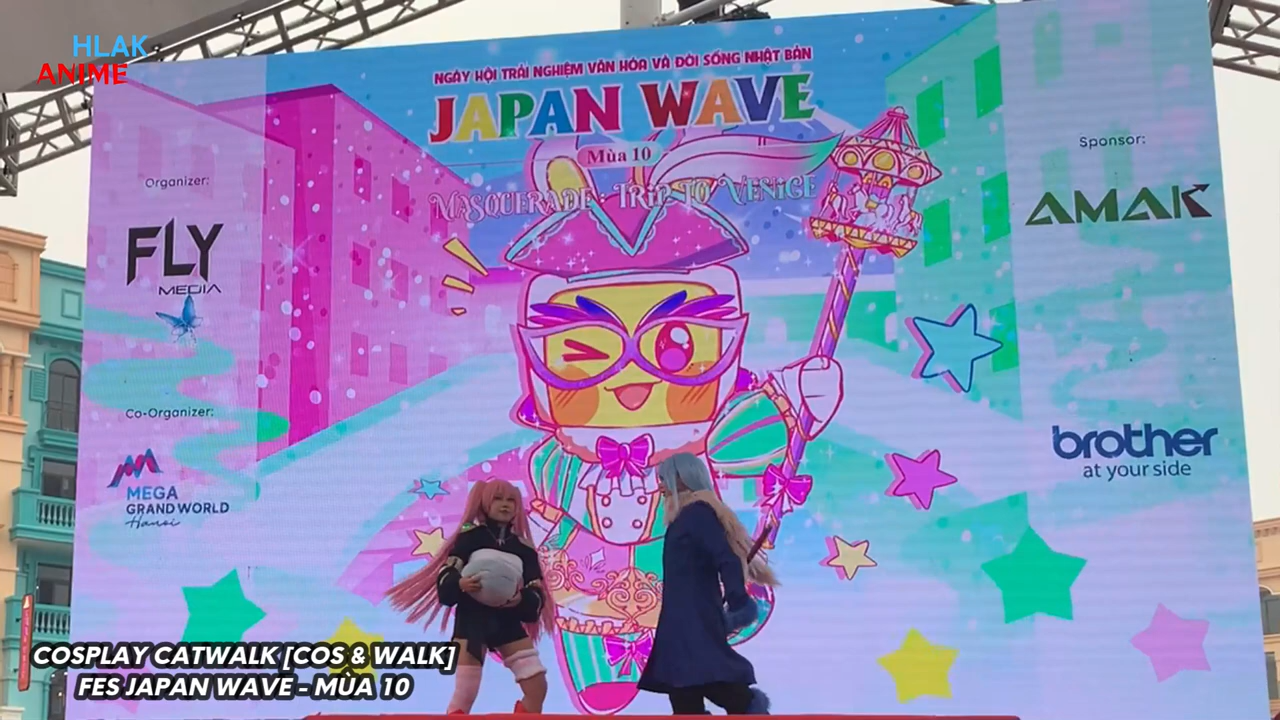 HLAK
ANIME
NGÀY HỘI TRẢI NGHIỆM VĂN HÓA VÀ ĐỜI SỐNG NHẬT BẢN
JAPAN WAVE
Mùa 10
MASQUERADE: TRIP TO VENICE
Organizer:
FLY
MEDIA
Co-Organizer:
MEGA
GRAND WORLD
Hanoi
Sponsor:
AMAK
brother
at your side
COSPLAY CATWALK [COS & WALK]
FES JAPAN WAVE - MÙA 10